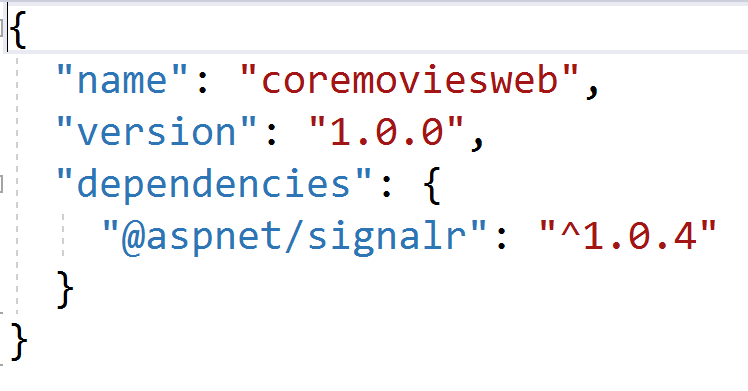 {
  "name": "coremoviesweb",
  "version": "1.0.0",
  "dependencies": {
    "@aspnet/signalr": "^1.0.4"
  }
}